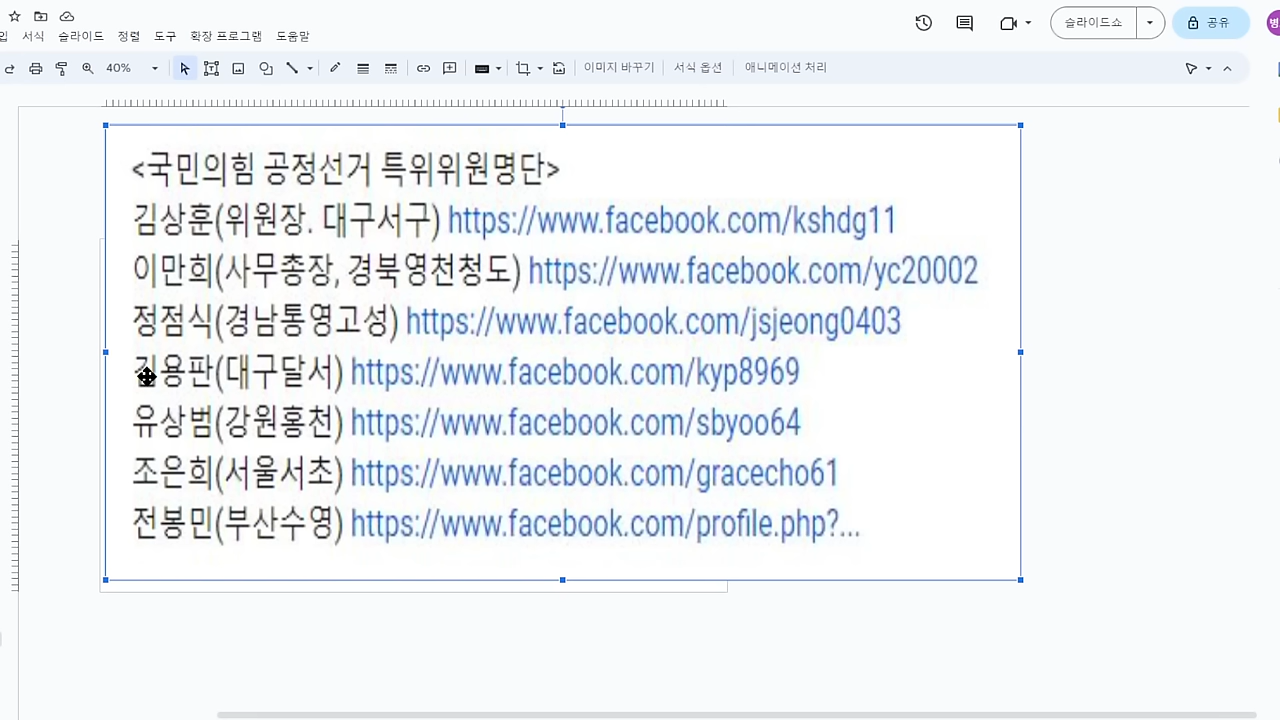 서식 슬라이드 정렬 도구 확장 프로그램 도움말
슬라이드쇼
공유
40%
이미지 바꾸기 서식 옵션 애니메이션 처리
<국민의힘 공정선거 특위위원명단>
김상훈(위원장. 대구서구) https://www.facebook.com/kshdg11
이만희(사무총장, 경북영천청도) https://www.facebook.com/yc20002
정점식(경남통영고성) https://www.facebook.com/jsjeong0403
김용판(대구달서) https://www.facebook.com/kyp8969
유상범(강원홍천) https://www.facebook.com/sbyoo64
조은희(서울서초) https://www.facebook.com/gracecho61
전봉민(부산수영) https://www.facebook.com/profile.php?...